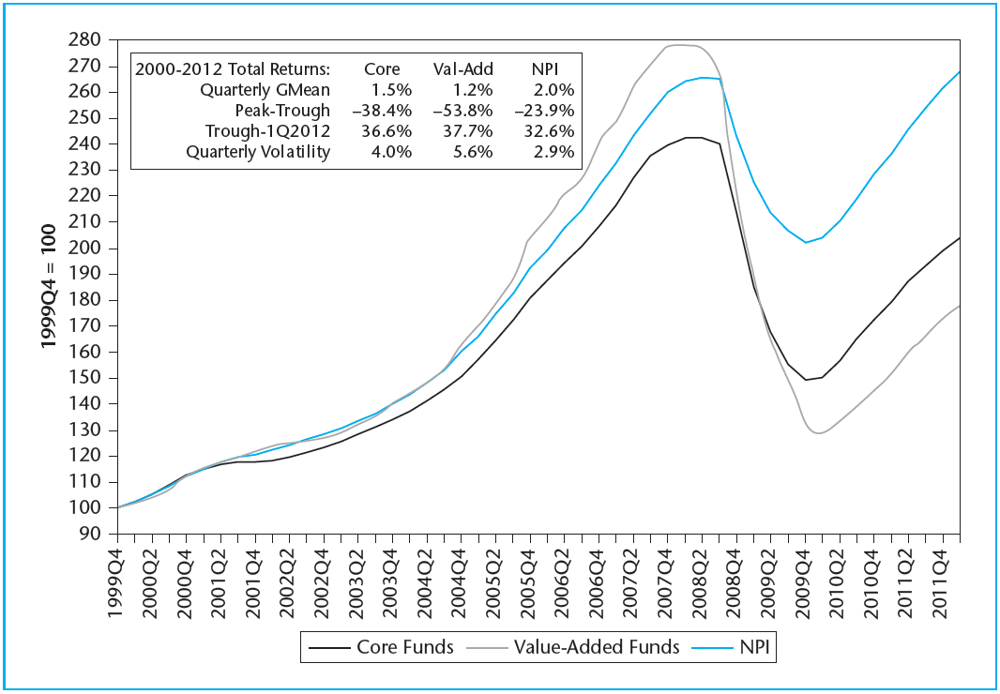 280
270
260
250
240
230
220
210
200
190
180
170
160
150
140
130
120
110
100
90
1999Q4 = 100
2000-2012 Total Returns: Core Val-Add NPI
Quarterly GMean 1.5% 1.2% 2.0%
Peak-Trough –38.4% –53.8% –23.9%
Trough-1Q2012 36.6% 37.7% 32.6%
Quarterly Volatility 4.0% 5.6% 2.9%
1999Q4
2000Q2
2000Q4
2001Q2
2001Q4
2002Q2
2002Q4
2003Q2
2003Q4
2004Q2
2004Q4
2005Q2
2005Q4
2006Q2
2006Q4
2007Q2
2007Q4
2008Q2
2008Q4
2009Q2
2009Q4
2010Q2
2010Q4
2011Q2
2011Q4
Core Funds Value-Added Funds NPI